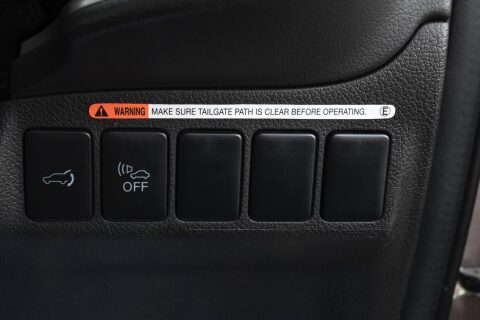 WARNING MAKE SURE TAILGATE PATH IS CLEAR BEFORE OPERATING. E
OFF